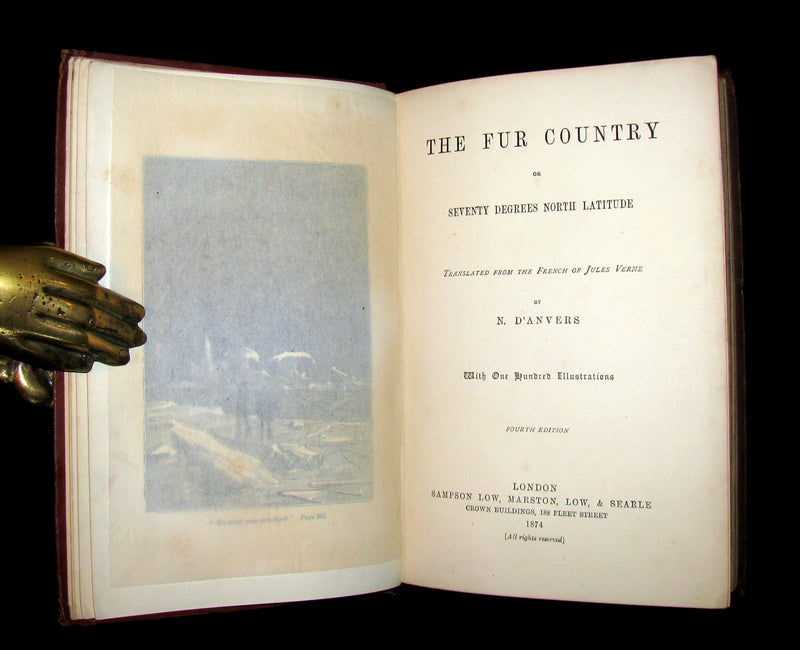 Page 252
THE FUR COUNTRY
OR
SEVENTY DEGREES NORTH LATITUDE
TRANSLATED FROM THE FRENCH OF JULES VERNE
BY
N. D'ANVERS
With One Hundred Illustrations
FOURTH EDITION
LONDON
SAMPSON LOW, MARSTON, LOW, & SEARLE
CROWN BUILDINGS, 188 FLEET STREET
1874
[All rights reserved]